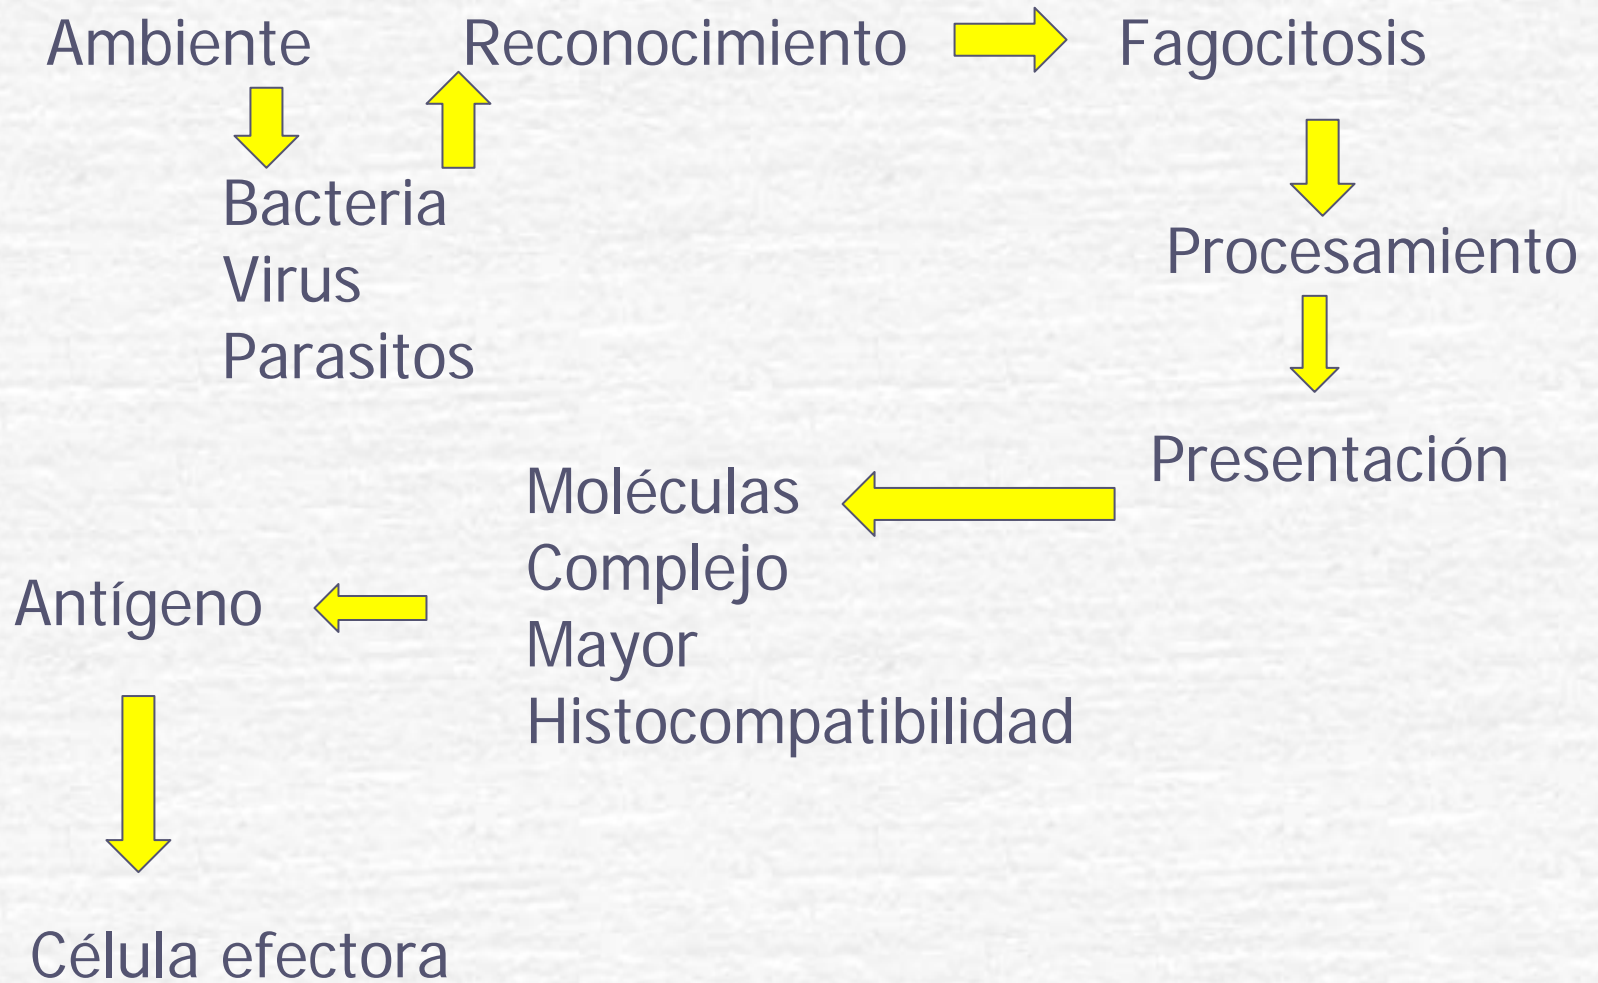 Ambiente
Reconocimiento
Fagocitosis
Bacteria
Virus
Parasitos
Procesamiento
Presentación
Moléculas
Complejo
Mayor
Histocompatibilidad
Antígeno
Célula efectora